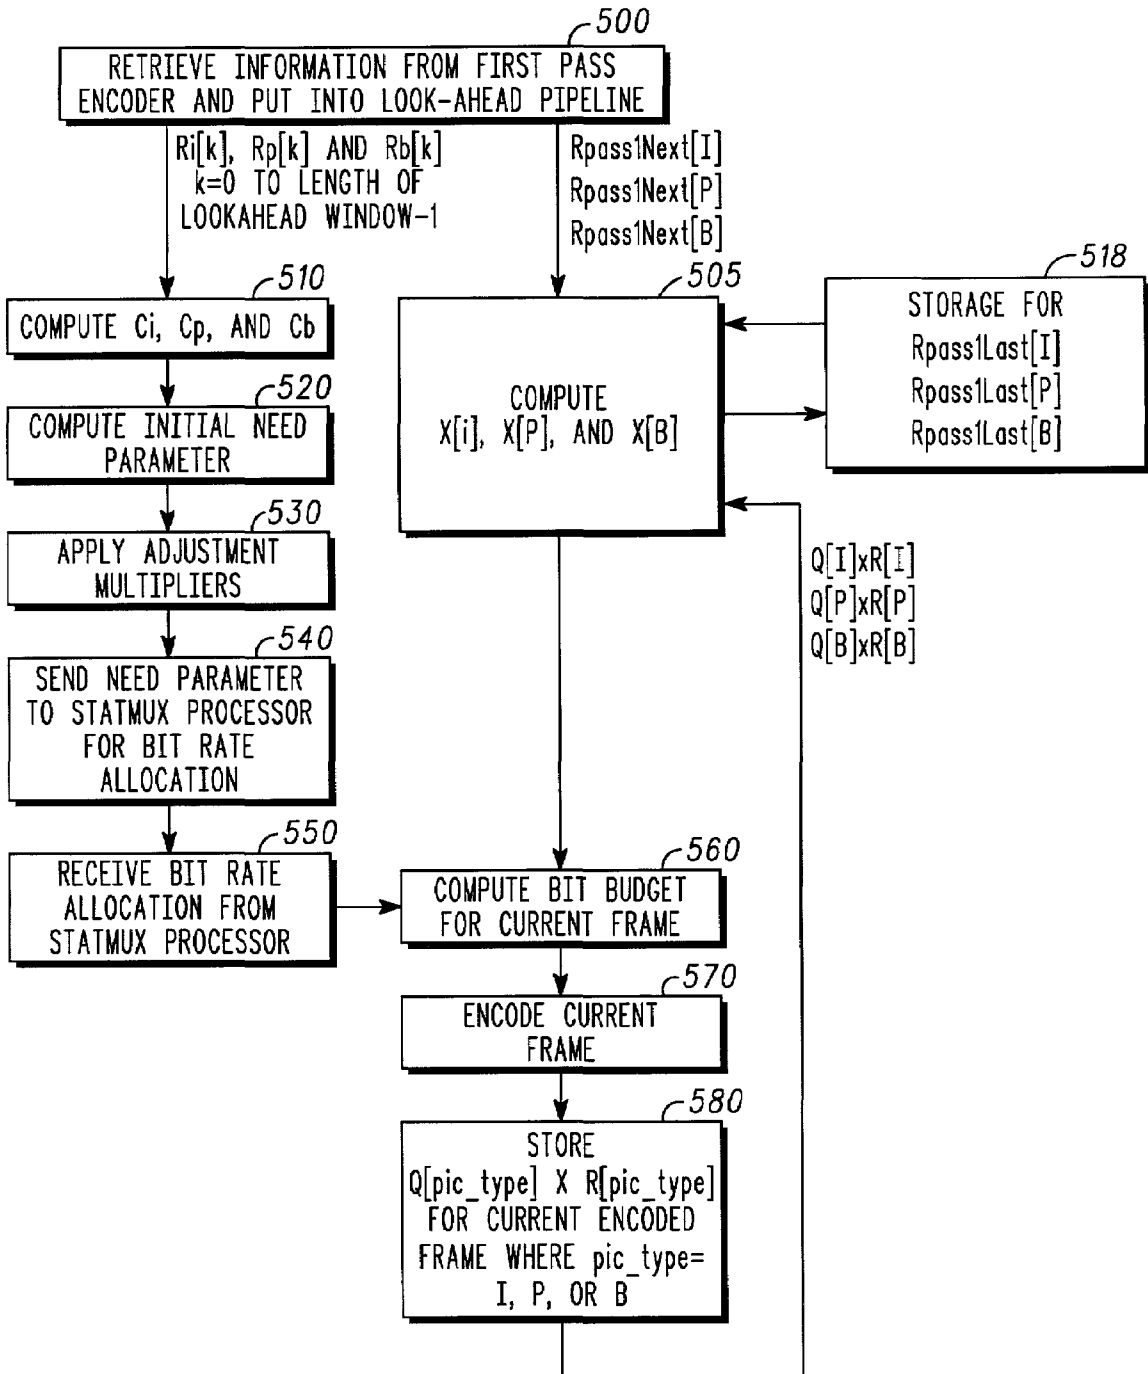 500
RETRIEVE INFORMATION FROM FIRST PASS
ENCODER AND PUT INTO LOOK-AHEAD PIPELINE
Ri[k], Rp[k] AND Rb[k]
k=0 TO LENGTH OF
LOOKAHEAD WINDOW-1
Rpass1Next[I]
Rpass1Next[P]
Rpass1Next[B]
510
COMPUTE Ci, Cp, AND Cb
505
COMPUTE
X[i], X[P], AND X[B]
518
STORAGE FOR
Rpass1Last[I]
Rpass1Last[P]
Rpass1Last[B]
520
COMPUTE INITIAL NEED
PARAMETER
530
APPLY ADJUSTMENT
MULTIPLIERS
Q[I]xR[I]
Q[P]xR[P]
Q[B]xR[B]
540
SEND NEED PARAMETER
TO STATMUX PROCESSOR
FOR BIT RATE
ALLOCATION
550
RECEIVE BIT RATE
ALLOCATION FROM
STATMUX PROCESSOR
560
COMPUTE BIT BUDGET
FOR CURRENT FRAME
570
ENCODE CURRENT
FRAME
580
STORE
Q[pic_type] X R[pic_type]
FOR CURRENT ENCODED
FRAME WHERE pic_type=
I, P, OR B